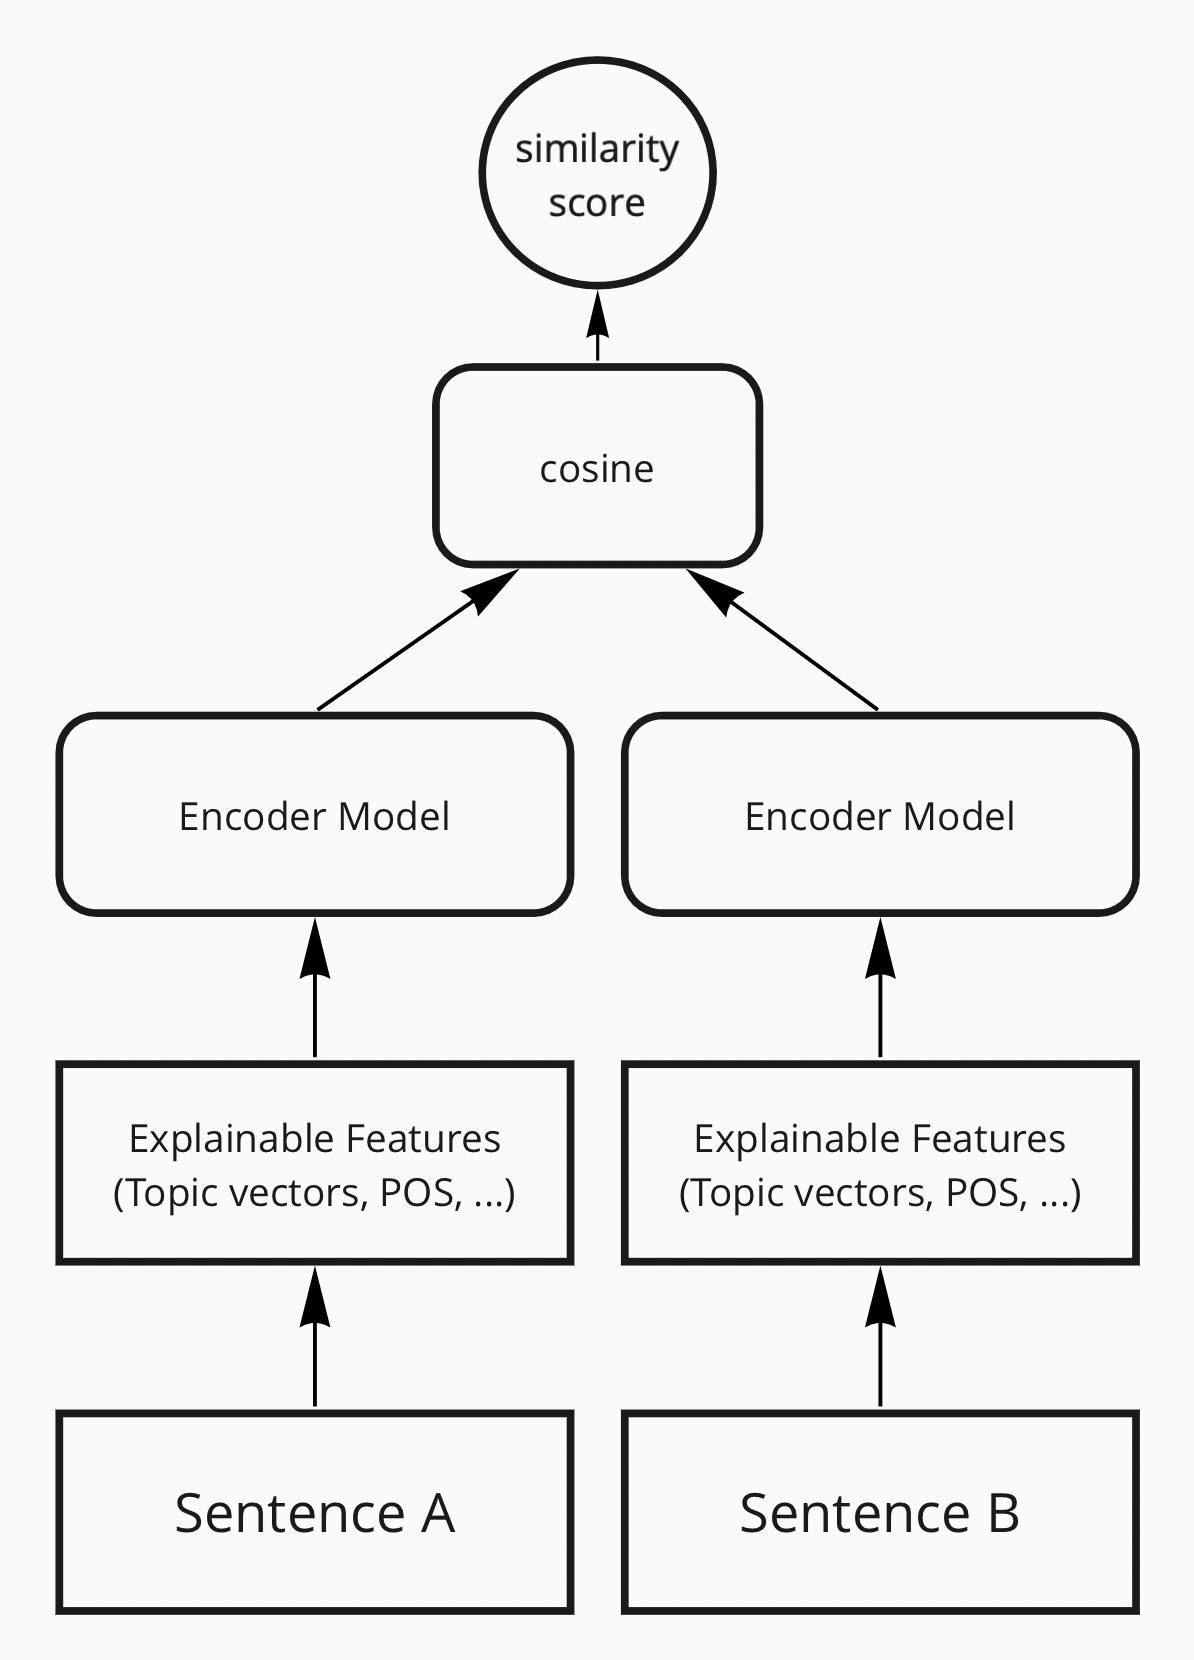 similarity
score
cosine
Encoder Model
Encoder Model
Explainable Features
(Topic vectors, POS, ...)
Explainable Features
(Topic vectors, POS, ...)
Sentence A
Sentence B